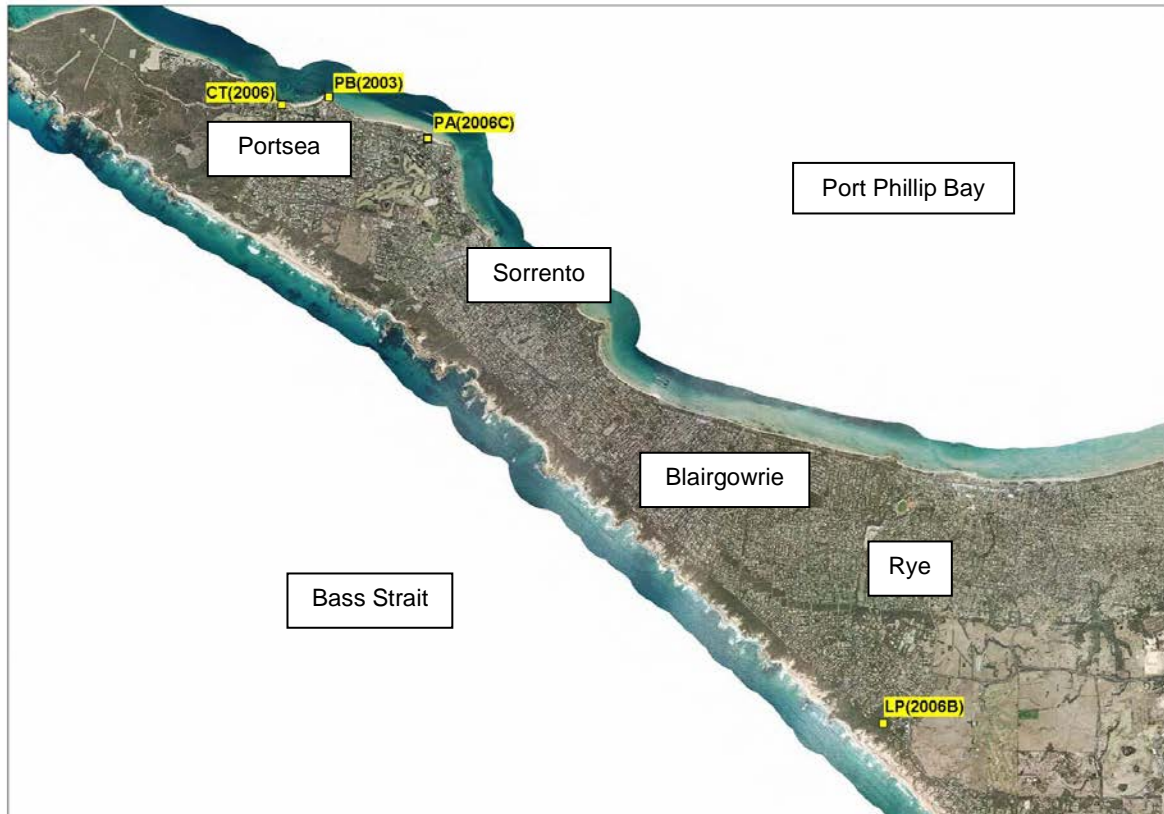 PB(2003)
CT(2006)
PA(2006C)
Portsea
Port Phillip Bay
Sorrento
Blairgowrie
Rye
Bass Strait
LP(2006B)